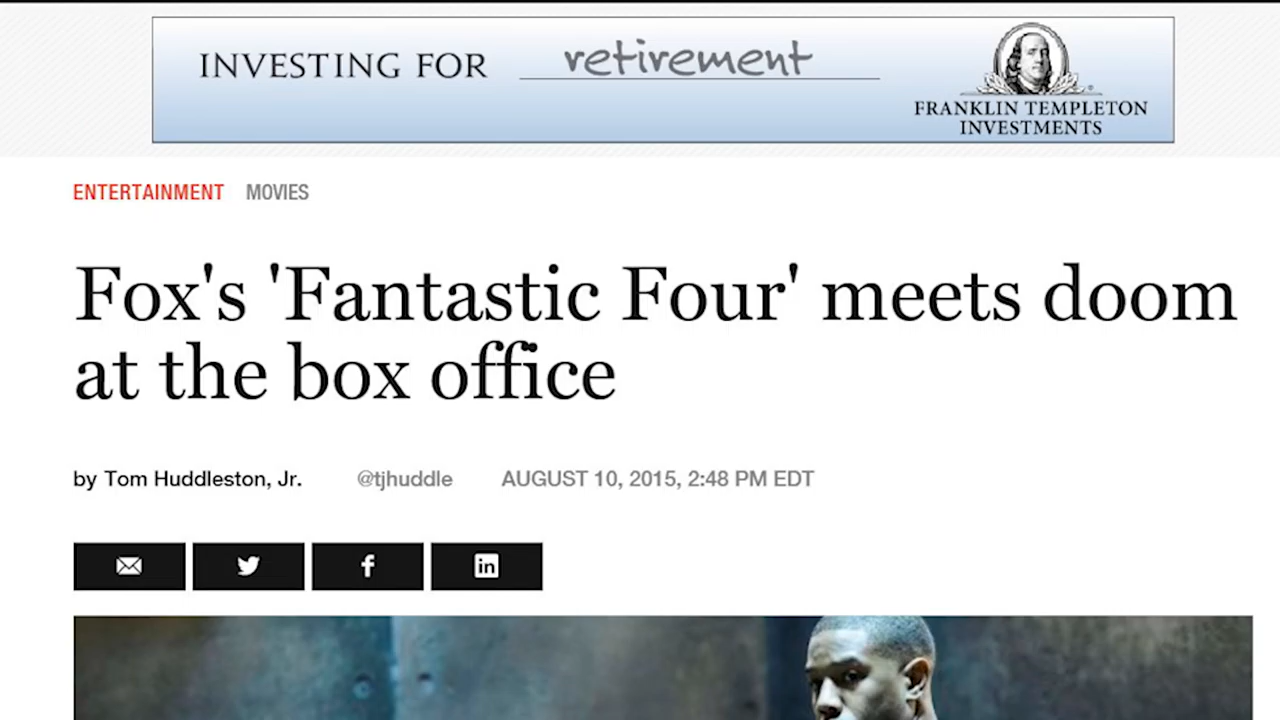 INVESTING FOR retirement
FRANKLIN TEMPLETON
INVESTMENTS
ENTERTAINMENT MOVIES
Fox's 'Fantastic Four' meets doom
at the box office
by Tom Huddleston, Jr. @tjhuddle AUGUST 10, 2015, 2:48 PM EDT